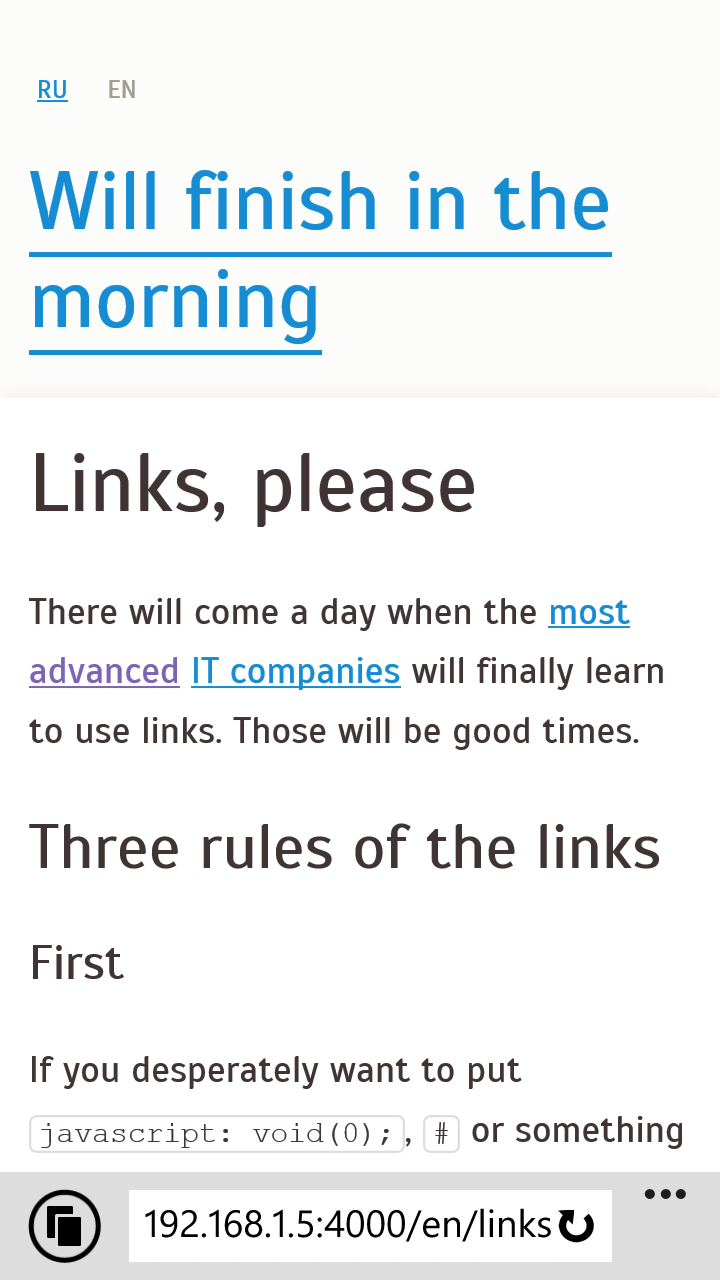 RU EN
Will finish in the
morning
Links, please
There will come a day when the most
advanced IT companies will finally learn
to use links. Those will be good times.
Three rules of the links
First
If you desperately want to put
javascript: void(0);, # or something
192.168.1.5:4000/en/links